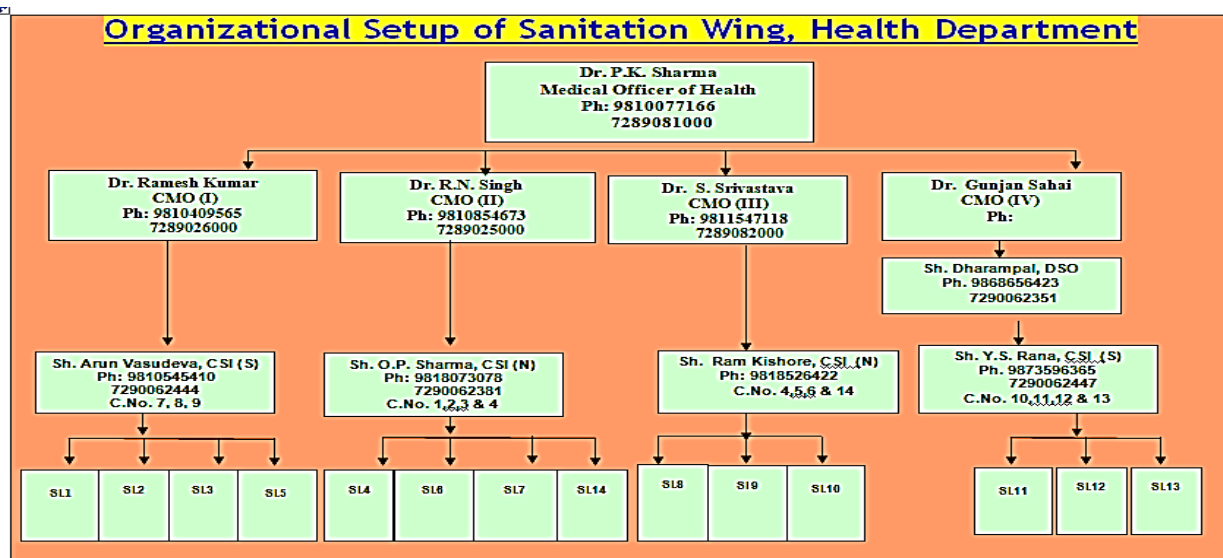 Organizational Setup of Sanitation Wing, Health Department
Dr. P.K. Sharma
Medical Officer of Health
Ph: 9810077166
7289081000
Dr. Ramesh Kumar
CMO (I)
Ph: 9810409565
7289026000
Dr. R.N. Singh
CMO (II)
Ph: 9810854673
7289025000
Dr. S. Srivastava
CMO (III)
Ph: 9811547118
7289082000
Dr. Gunjan Sahai
CMO (IV)
Ph:
Sh. Dharampal, DSO
Ph. 9868656423
7290062351
Sh. Arun Vasudeva, CSI (S)
Ph: 9810545410
7290062444
C.No. 7, 8, 9
Sh. O.P. Sharma, CSI (N)
Ph: 9818073078
7290062381
C.No. 1,2,3 & 4
Sh. Ram Kishore, CSI (N)
Ph: 9818526422
C.No. 4,5,6 & 14
Sh. Y.S. Rana, CSI (S)
Ph. 9873596365
7290062447
C.No. 10,11,12 & 13
SL1
SL2
SL3
SL5
SL4
SL6
SL7
SL14
SL8
SI9
SL10
SL11
SL12
SL13